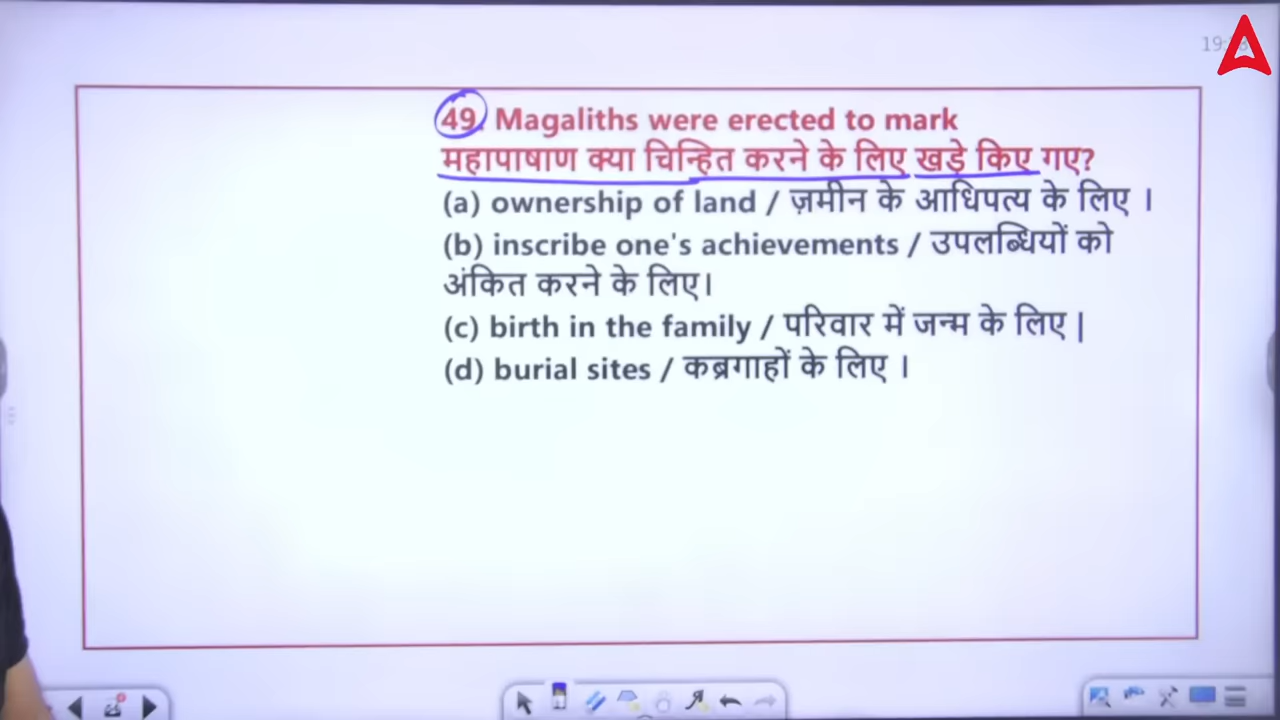 49. Magaliths were erected to mark
महापाषाण क्या चिन्हित करने के लिए खड़े किए गए?
(a) ownership of land / ज़मीन के आधिपत्य के लिए ।
(b) inscribe one's achievements / उपलब्धियों को
अंकित करने के लिए।
(c) birth in the family / परिवार में जन्म के लिए |
(d) burial sites / कब्रगाहों के लिए ।